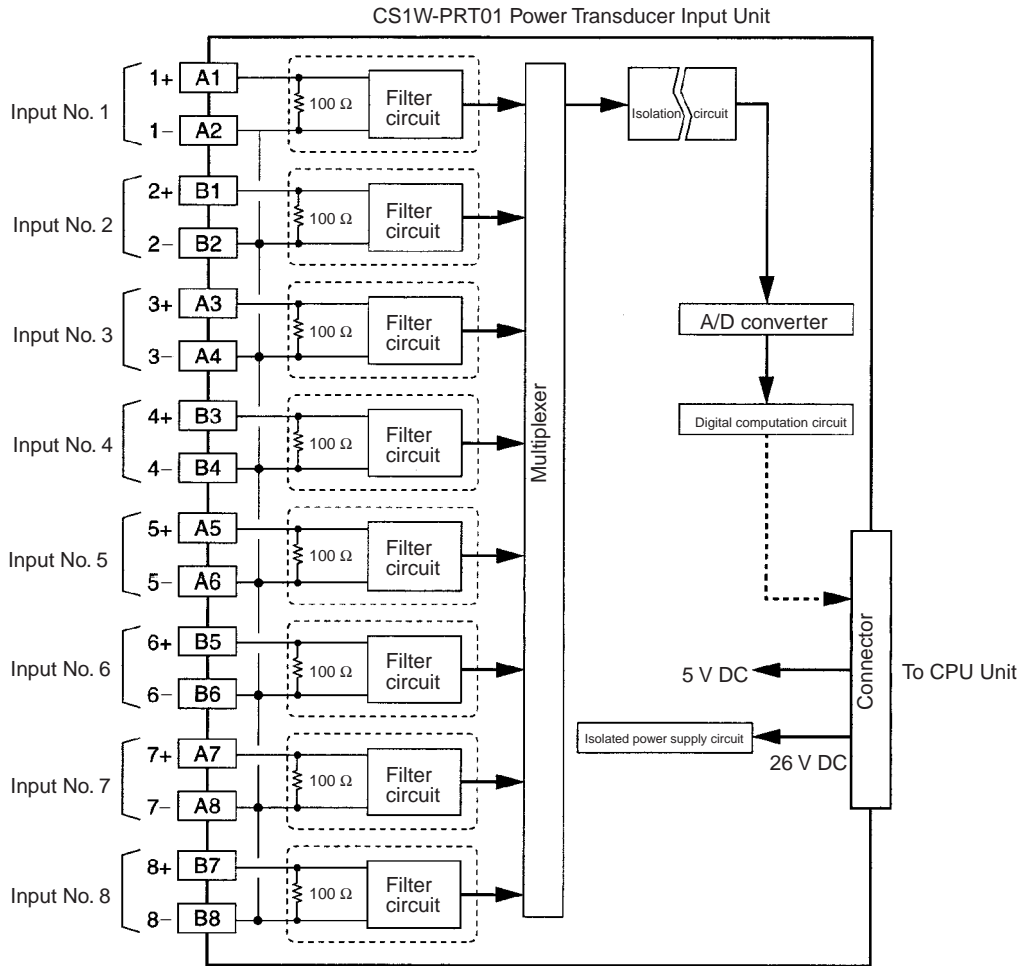 CS1W-PRT01 Power Transducer Input Unit
Input No. 1
1+ A1
1− A2
100 Ω
Filter circuit
Input No. 2
2+ B1
2− B2
100 Ω
Filter circuit
Input No. 3
3+ A3
3− A4
100 Ω
Filter circuit
Input No. 4
4+ B3
4− B4
100 Ω
Filter circuit
Input No. 5
5+ A5
5− A6
100 Ω
Filter circuit
Input No. 6
6+ B5
6− B6
100 Ω
Filter circuit
Input No. 7
7+ A7
7− A8
100 Ω
Filter circuit
Input No. 8
8+ B7
8− B8
100 Ω
Filter circuit
Multiplexer
Isolation circuit
A/D converter
Digital computation circuit
Connector
To CPU Unit
5 V DC
Isolated power supply circuit
26 V DC